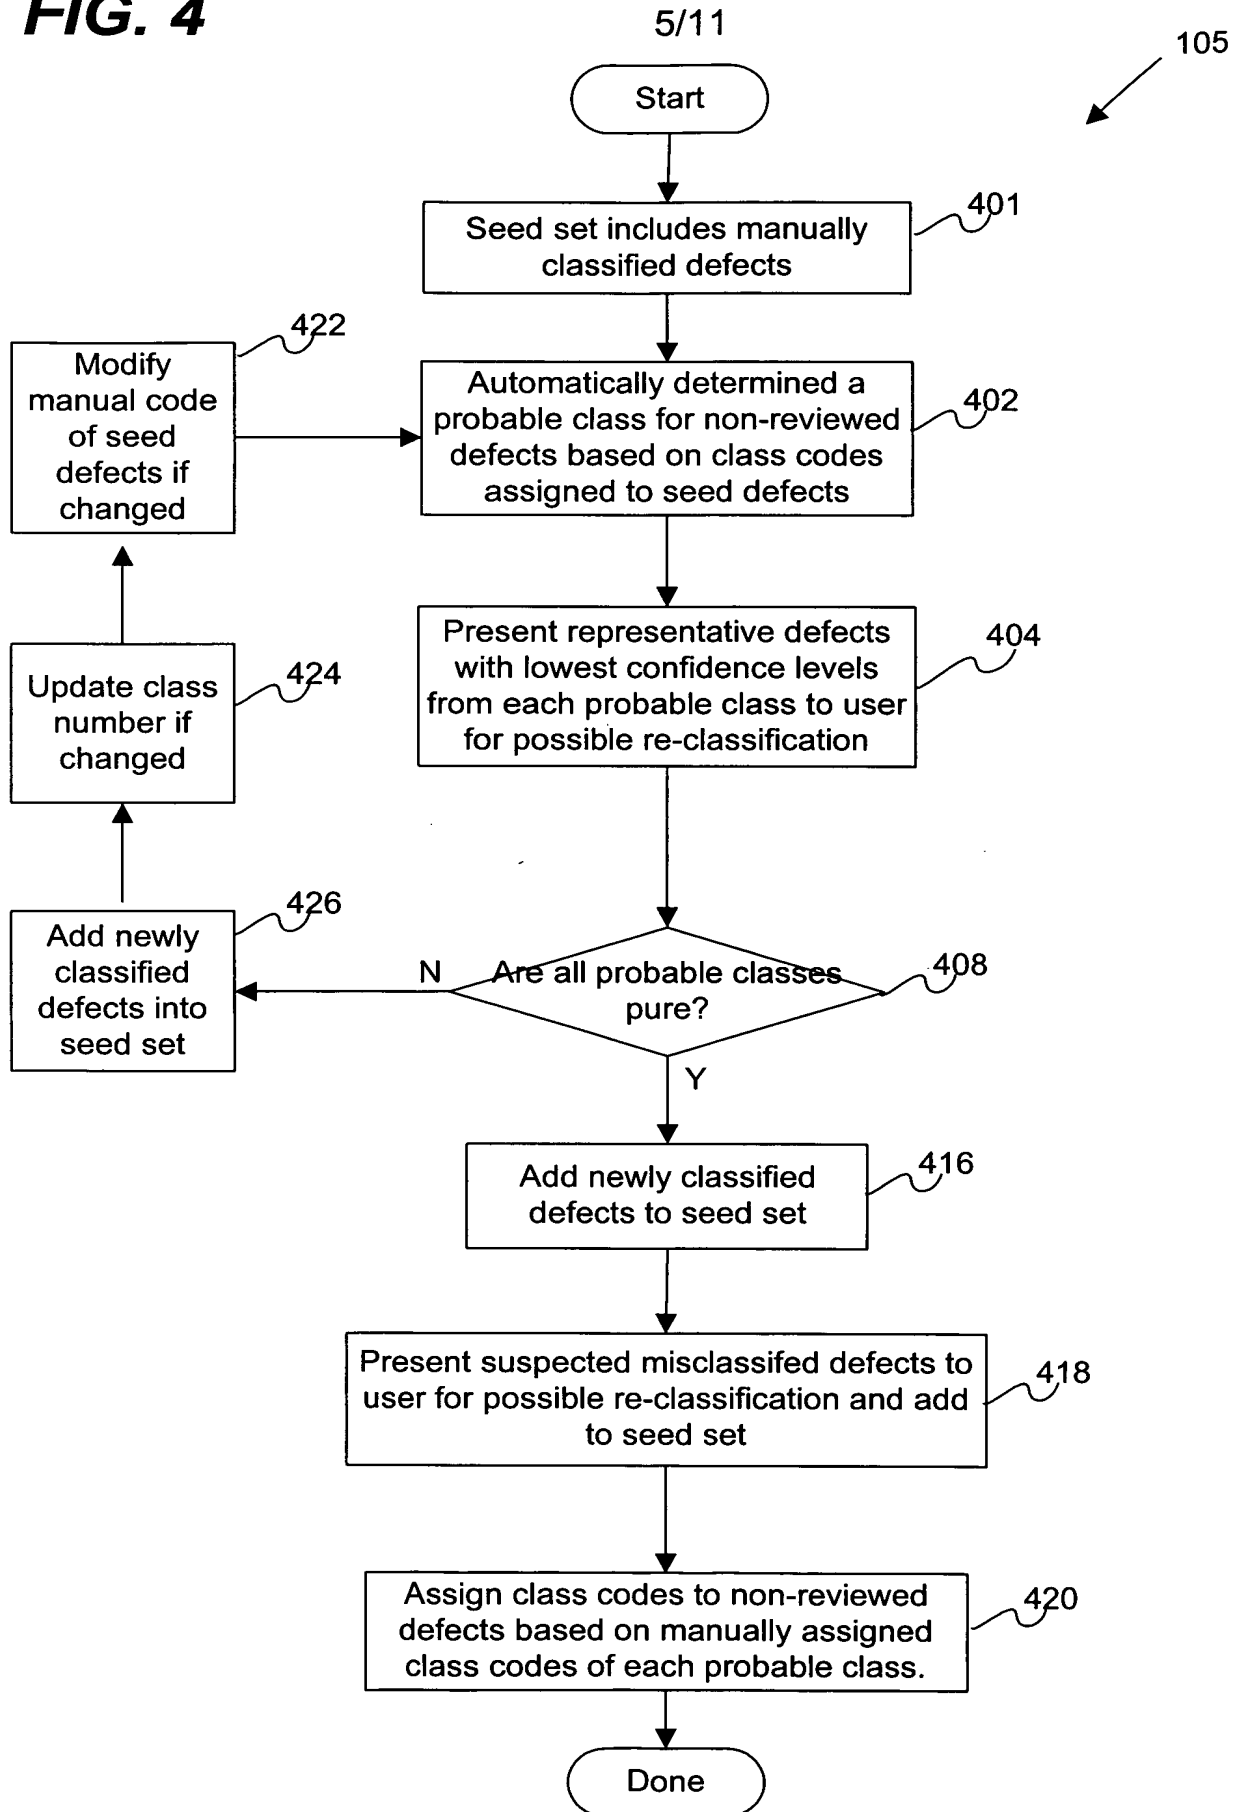 FIG. 4
5/11
105
Start
401
Seed set includes manually
classified defects
422
Modify
manual code
of seed
defects if
changed
402
Automatically determined a
probable class for non-reviewed
defects based on class codes
assigned to seed defects
404
Present representative defects
with lowest confidence levels
from each probable class to user
for possible re-classification
424
Update class
number if
changed
426
Add newly
classified
defects into
seed set
N
Are all probable classes
pure?
408
Y
416
Add newly classified
defects to seed set
Present suspected misclassifed defects to
user for possible re-classification and add
to seed set
418
Assign class codes to non-reviewed
defects based on manually assigned
class codes of each probable class.
420
Done